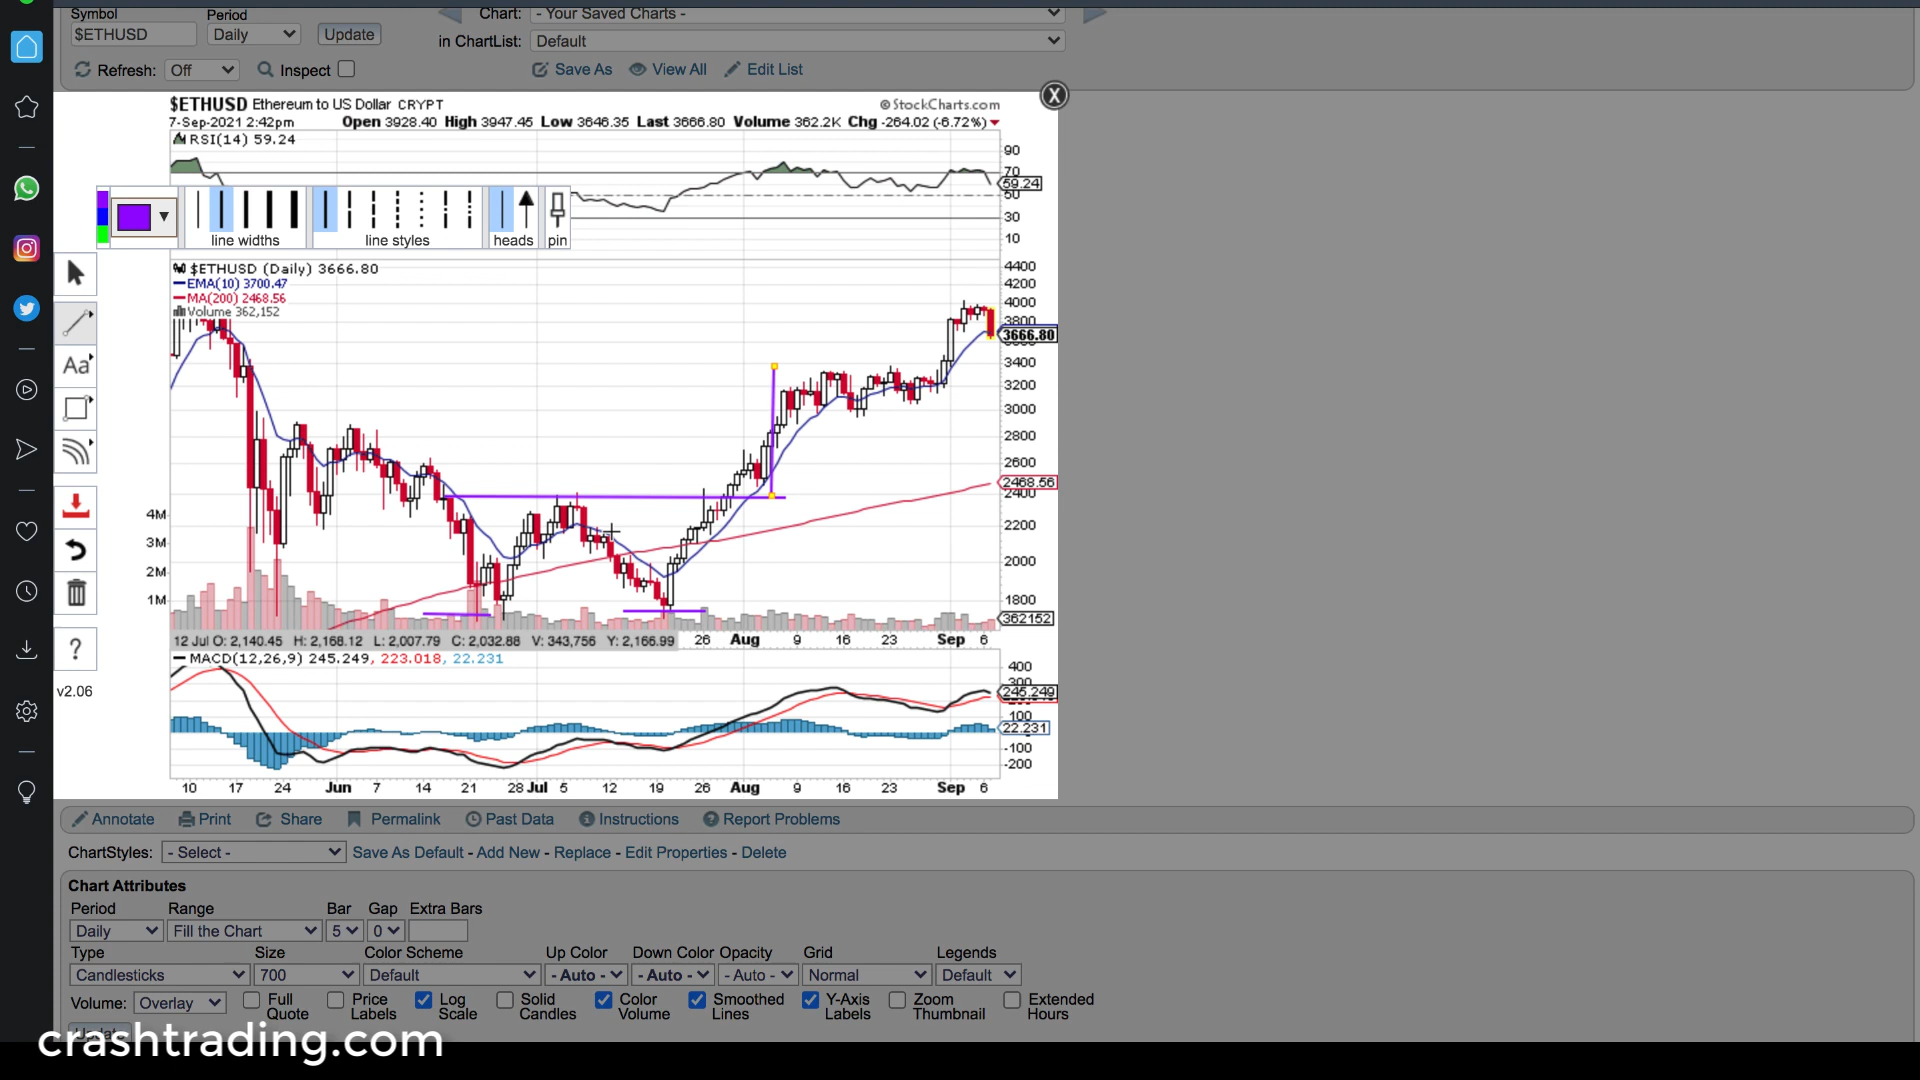 Symbol Period Chart: - Your Saved Charts -
$ETHUSD Daily Update in ChartList: Default
Refresh: Off Inspect Save As View All Edit List
$ETHUSD Ethereum to US Dollar CRYPT © StockCharts.com
7-Sep-2021 2:42pm Open 3928.40 High 3947.45 Low 3646.35 Last 3666.80 Volume 362.2K Chg -264.02 (-6.72%)
RSI(14) 59.24
90
70
59.24
50
30
10
line widths line styles heads pin
$ETHUSD (Daily) 3666.80
EMA(10) 3700.47
MA(200) 2468.56
Volume 362,152
4400
4200
4000
3800
3666.80
3400
3200
3000
2800
2600
2468.56
2400
2200
2000
1800
362152
4M
3M
2M
1M
Aa
?
v2.06
12 Jul O: 2,140.45 H: 2,168.12 L: 2,007.79 C: 2,032.88 V: 343,756 Y: 2,166.99 26 Aug 9 16 23 Sep 6
MACD(12,26,9) 245.249, 223.018, 22.231
400
300
245.249
100
22.231
-100
-200
10 17 24 Jun 7 14 21 28 Jul 5 12 19 26 Aug 9 16 23 Sep 6
X
Annotate Print Share Permalink Past Data Instructions Report Problems
ChartStyles: - Select - Save As Default - Add New - Replace - Edit Properties - Delete
Chart Attributes
Period Range Bar Gap Extra Bars
Daily Fill the Chart 5 0
Type Size Color Scheme Up Color Down Color Opacity Grid Legends
Candlesticks 700 Default - Auto - - Auto - - Auto - Normal Default
Volume: Overlay Full Quote Price Labels Log Scale Solid Candles Color Volume Smoothed Lines Y-Axis Labels Zoom Thumbnail Extended Hours
Update
crashtrading.com